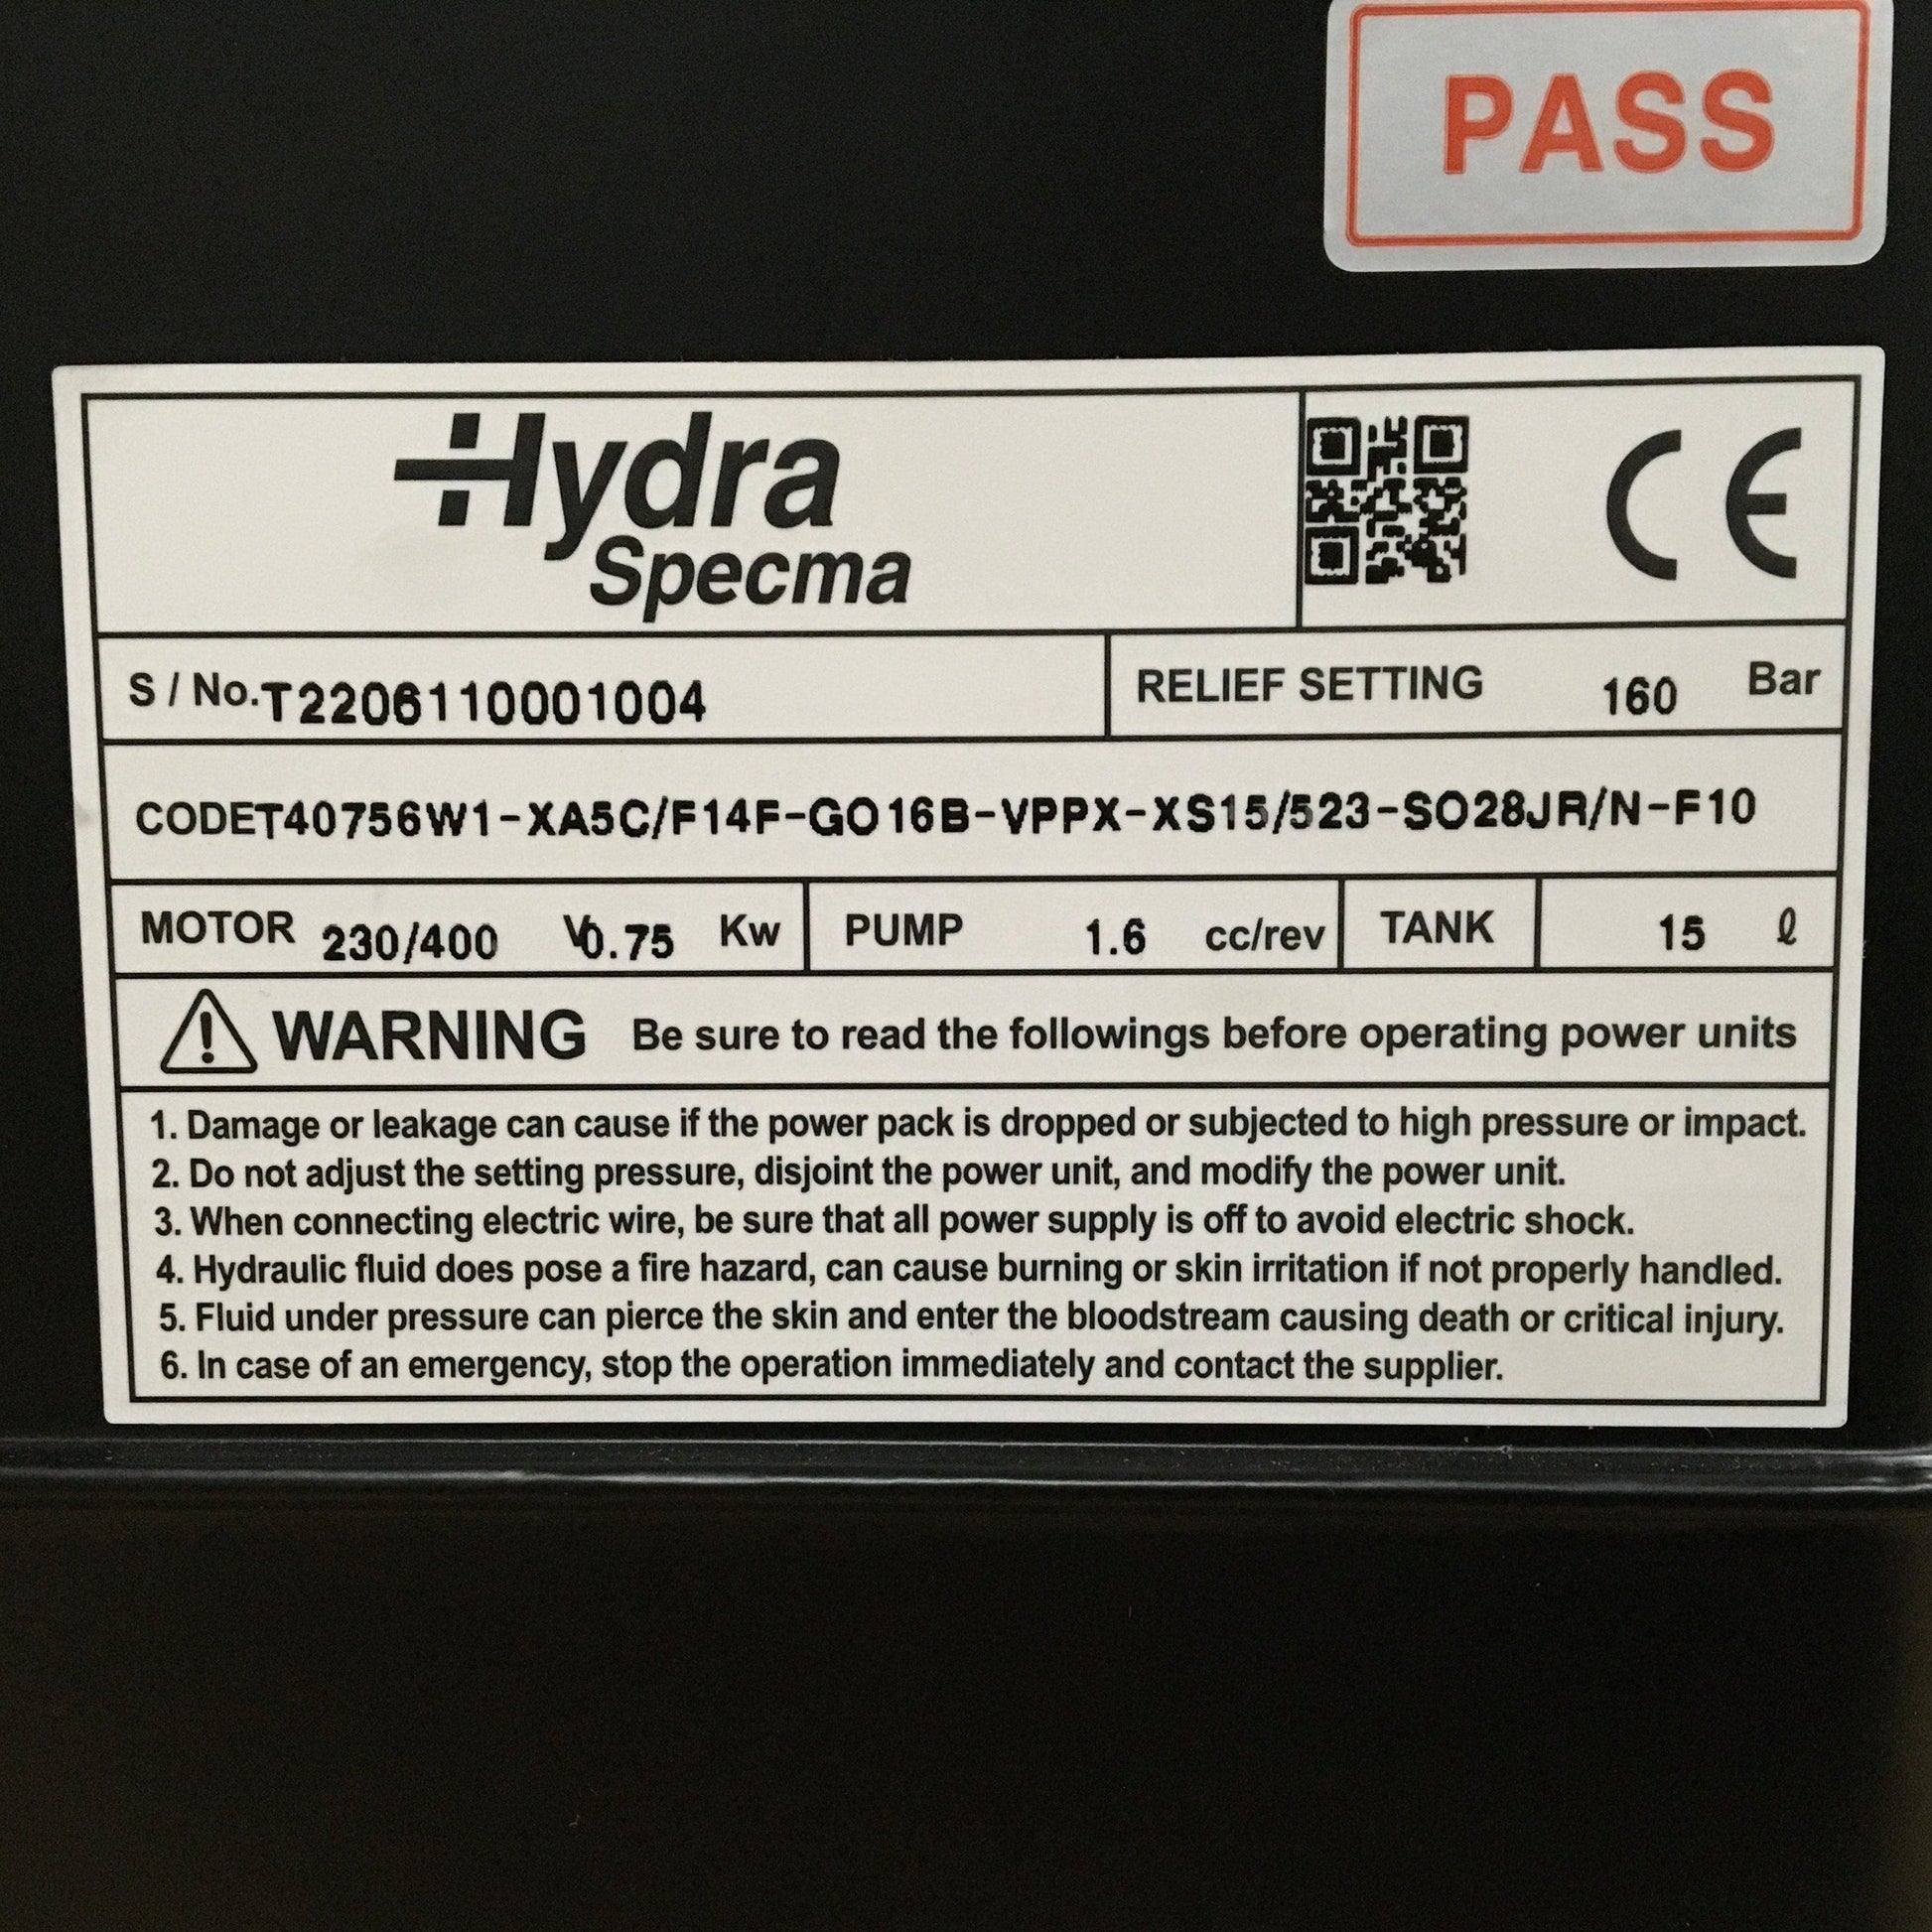 PASS
Hydra
Specma
CE
S / No. T2206110001004 RELIEF SETTING 160 Bar
CODE T40756W1-XA5C/F14F-GO16B-VPPX-XS15/523-SO28JR/N-F10
MOTOR 230/400 V 0.75 Kw PUMP 1.6 cc/rev TANK 15 ℓ
WARNING Be sure to read the followings before operating power units
1. Damage or leakage can cause if the power pack is dropped or subjected to high pressure or impact.
2. Do not adjust the setting pressure, disjoint the power unit, and modify the power unit.
3. When connecting electric wire, be sure that all power supply is off to avoid electric shock.
4. Hydraulic fluid does pose a fire hazard, can cause burning or skin irritation if not properly handled.
5. Fluid under pressure can pierce the skin and enter the bloodstream causing death or critical injury.
6. In case of an emergency, stop the operation immediately and contact the supplier.